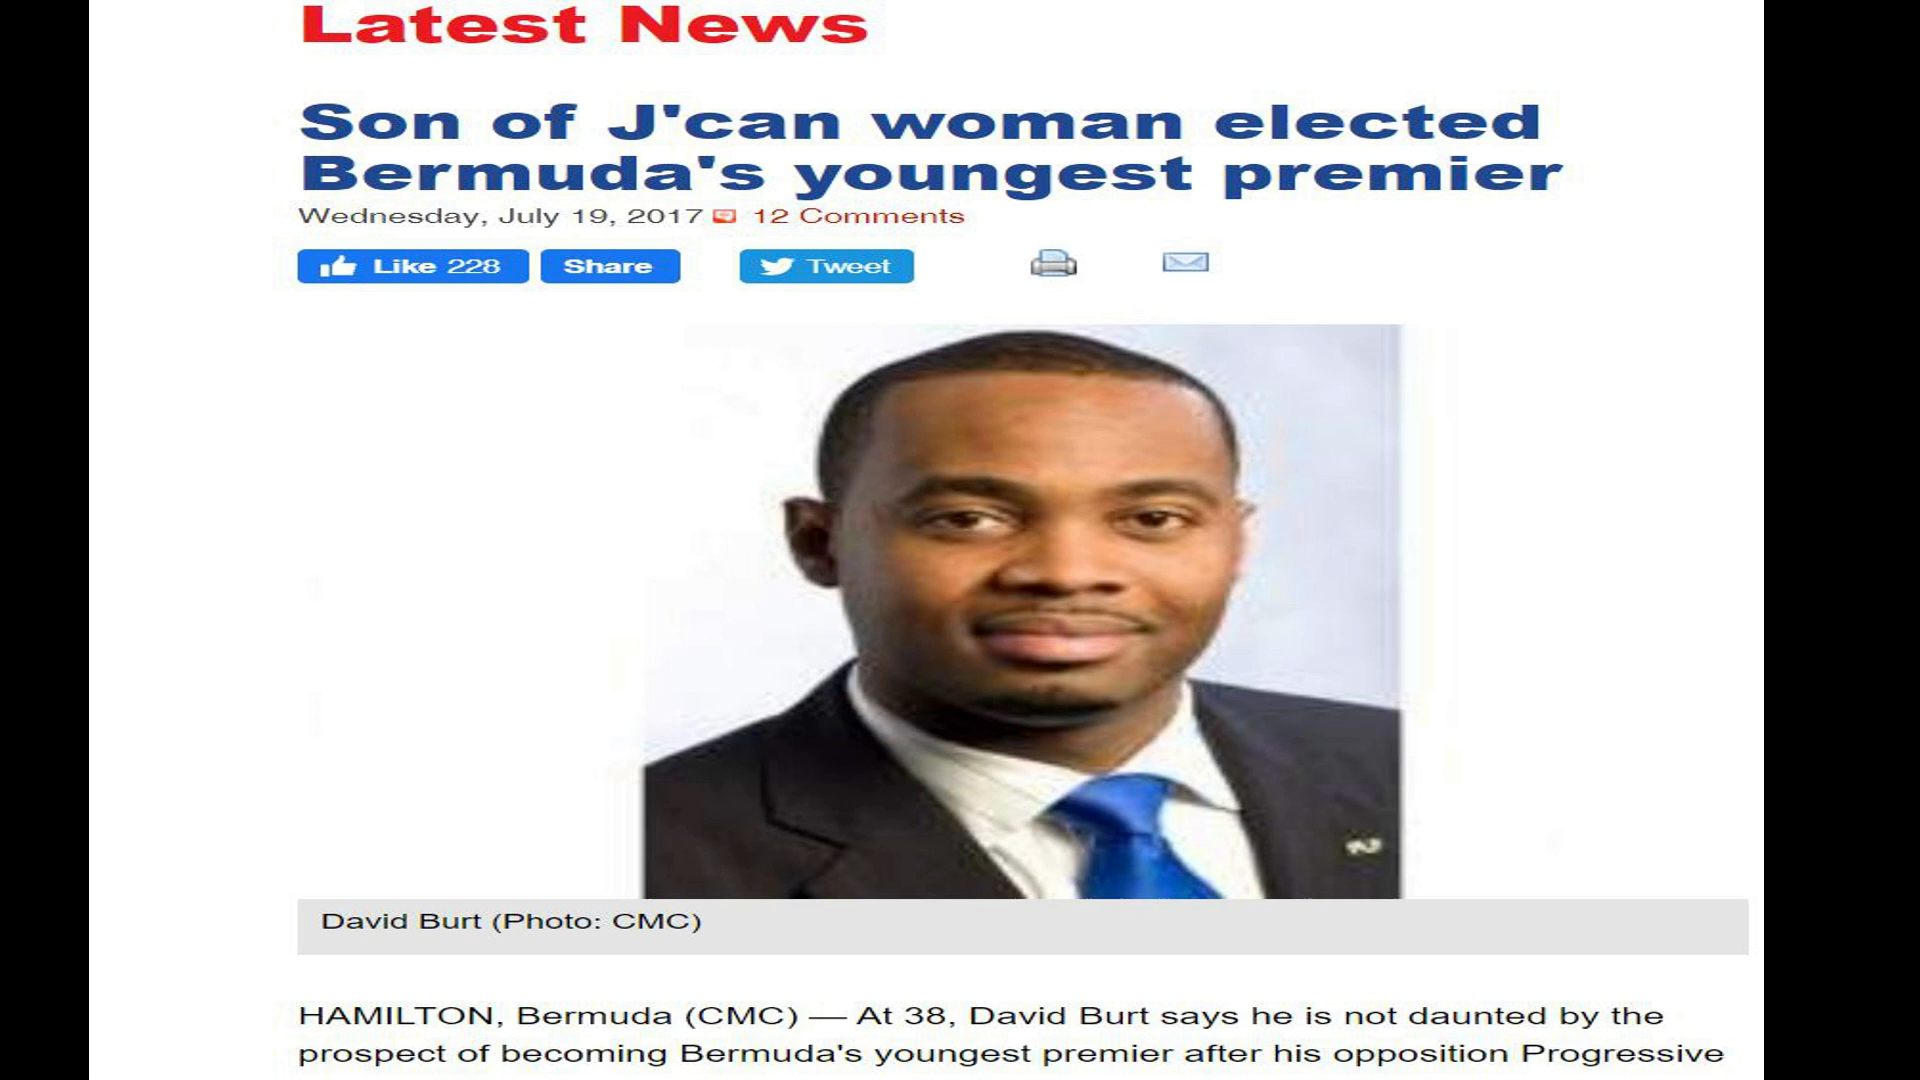 Latest News
Son of J'can woman elected
Bermuda's youngest premier
Wednesday, July 19, 2017 12 Comments
Like 228 Share Tweet
David Burt (Photo: CMC)
HAMILTON, Bermuda (CMC) — At 38, David Burt says he is not daunted by the
prospect of becoming Bermuda's youngest premier after his opposition Progressive